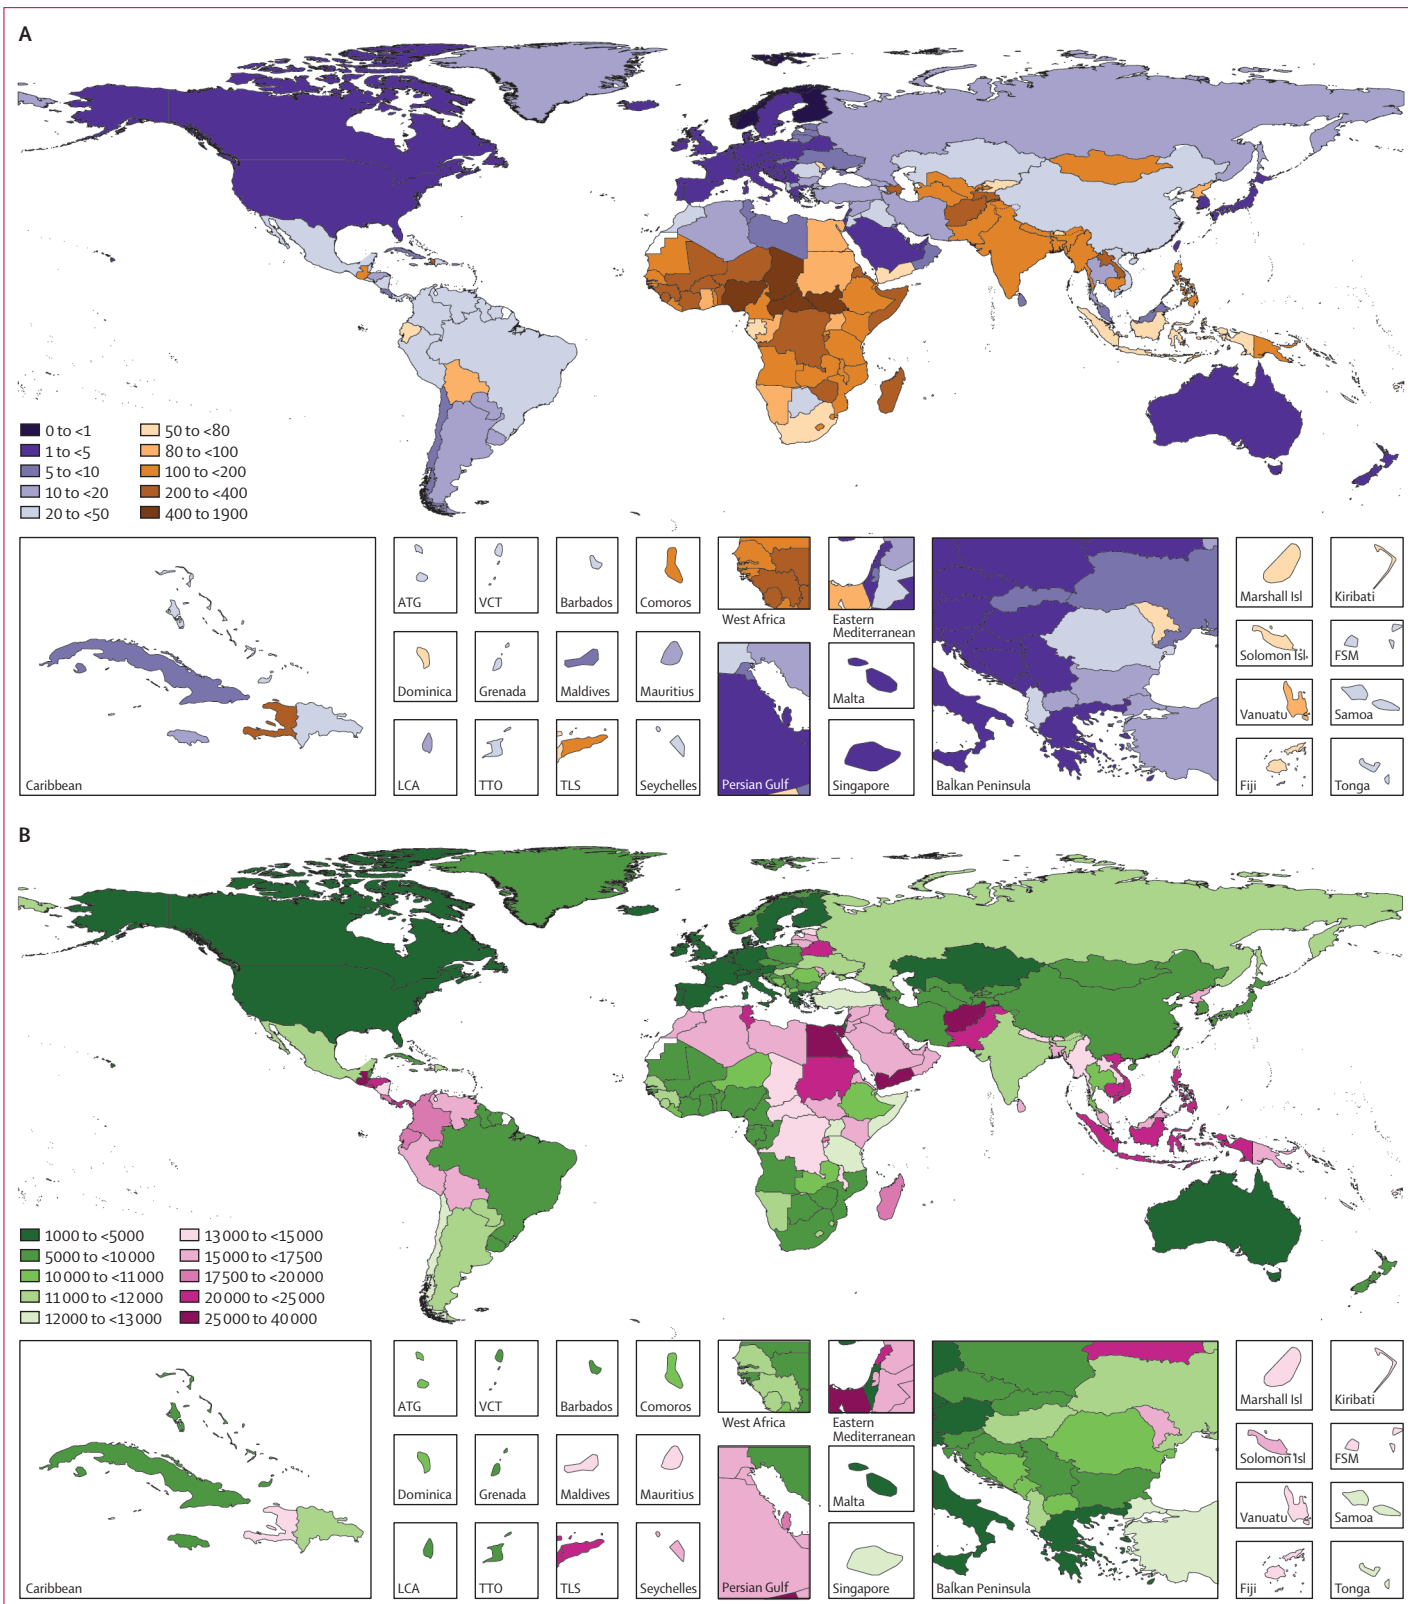 A
0 to <1
1 to <5
5 to <10
10 to <20
20 to <50
50 to <80
80 to <100
100 to <200
200 to <400
400 to 1900
Caribbean
ATG
VCT
Barbados
Comoros
Dominica
Grenada
Maldives
Mauritius
LCA
TTO
TLS
Seychelles
West Africa
Eastern
Mediterranean
Persian Gulf
Malta
Singapore
Balkan Peninsula
Marshall Isl
Kiribati
Solomon Isl
FSM
Vanuatu
Samoa
Fiji
Tonga
B
1000 to <5000
5000 to <10 000
10 000 to <11 000
11 000 to <12 000
12 000 to <13 000
13 000 to <15 000
15 000 to <17 500
17 500 to <20 000
20 000 to <25 000
25 000 to 40 000
Caribbean
ATG
VCT
Barbados
Comoros
Dominica
Grenada
Maldives
Mauritius
LCA
TTO
TLS
Seychelles
West Africa
Eastern
Mediterranean
Persian Gulf
Malta
Singapore
Balkan Peninsula
Marshall Isl
Kiribati
Solomon Isl
FSM
Vanuatu
Samoa
Fiji
Tonga